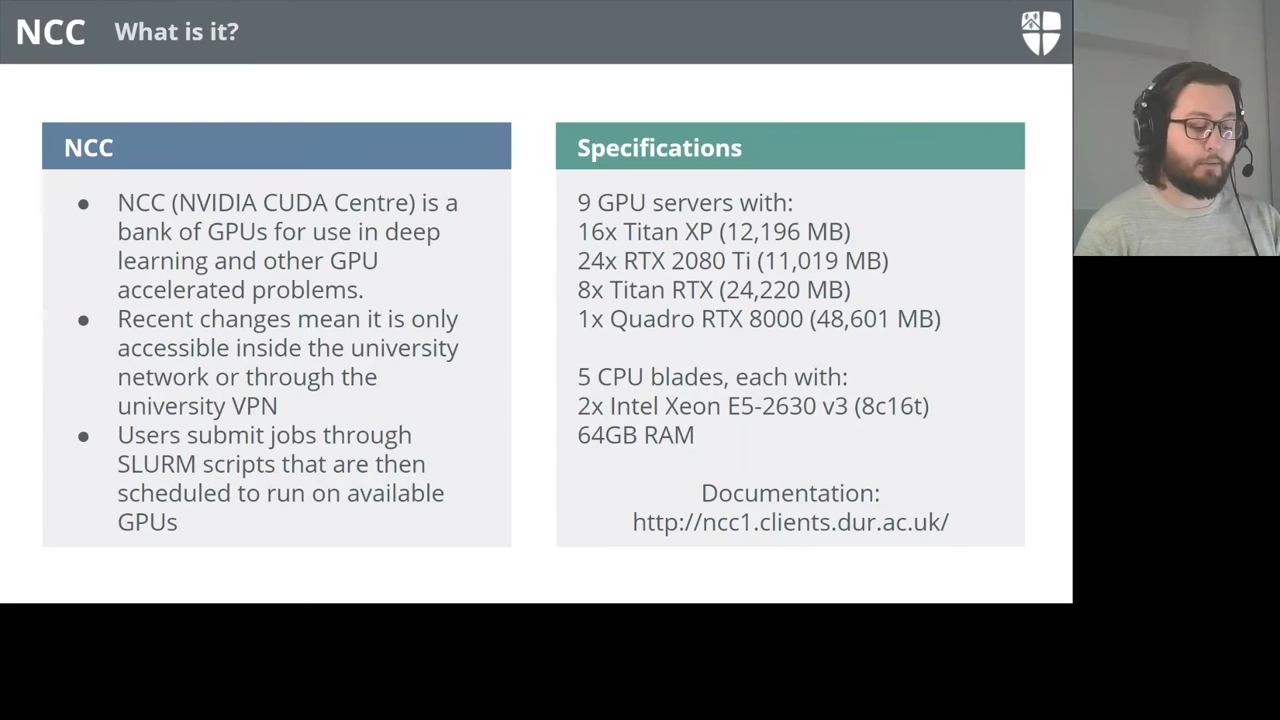 NCC What is it?
NCC
● NCC (NVIDIA CUDA Centre) is a
bank of GPUs for use in deep
learning and other GPU
accelerated problems.
● Recent changes mean it is only
accessible inside the university
network or through the
university VPN
● Users submit jobs through
SLURM scripts that are then
scheduled to run on available
GPUs
Specifications
9 GPU servers with:
16x Titan XP (12,196 MB)
24x RTX 2080 Ti (11,019 MB)
8x Titan RTX (24,220 MB)
1x Quadro RTX 8000 (48,601 MB)
5 CPU blades, each with:
2x Intel Xeon E5-2630 v3 (8c16t)
64GB RAM
Documentation:
http://ncc1.clients.dur.ac.uk/